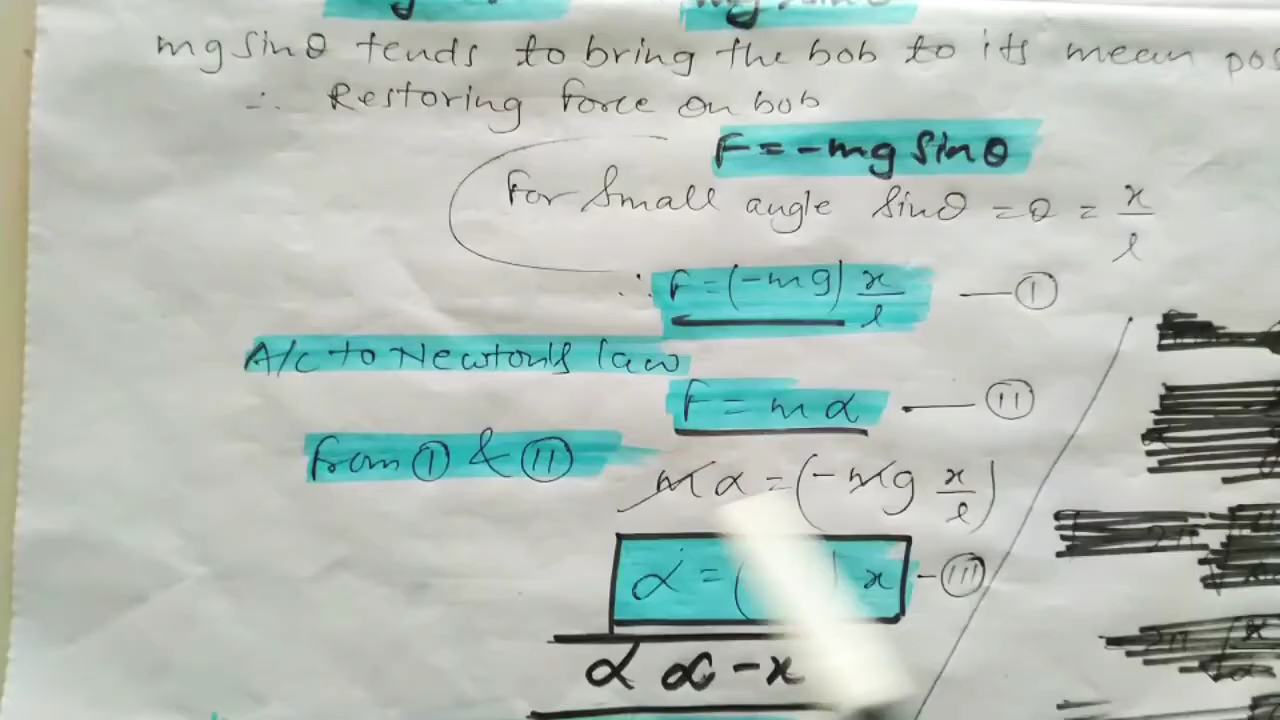 mg sinθ tends to bring the bob to its mean pos
∴ Restoring force on bob
F = -mg sinθ
for small angle sinθ = θ = x/l
∴ F = (-mg) x/l — (I)
A/c to Newton's law
F = mα — (II)
from (I) & (II)
mα = (-mg x/l)
α = ( ) x - (III)
α ∝ -x